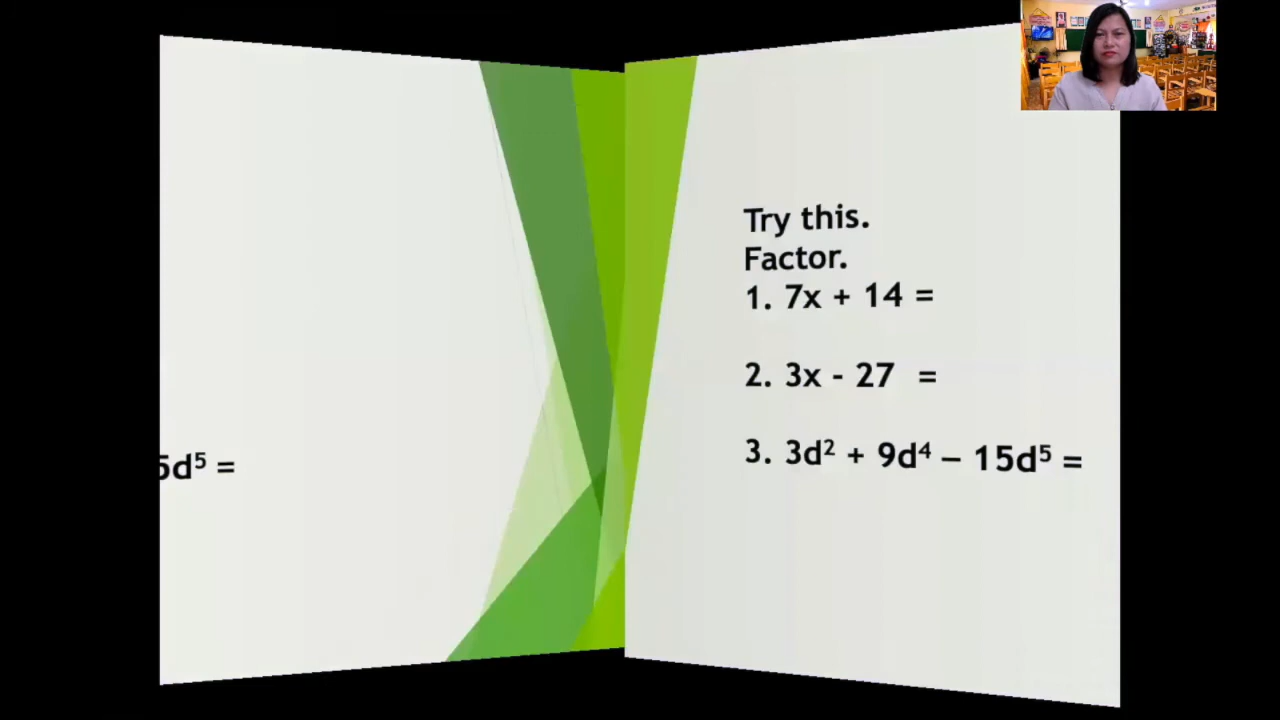 5d⁵ =
Try this.
Factor.
1. 7x + 14 =
2. 3x - 27 =
3. 3d² + 9d⁴ – 15d⁵ =